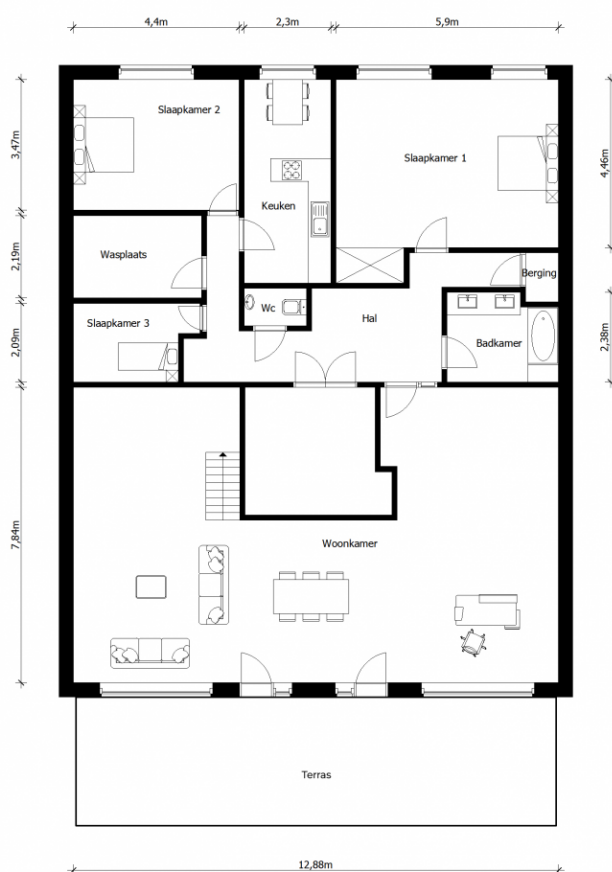 4,4m
2,3m
5,9m
3,47m
4,46m
Slaapkamer 2
Slaapkamer 1
Keuken
2,19m
Wasplaats
Berging
Wc
Hal
Slaapkamer 3
Badkamer
2,09m
2,38m
7,84m
Woonkamer
Terras
12,88m